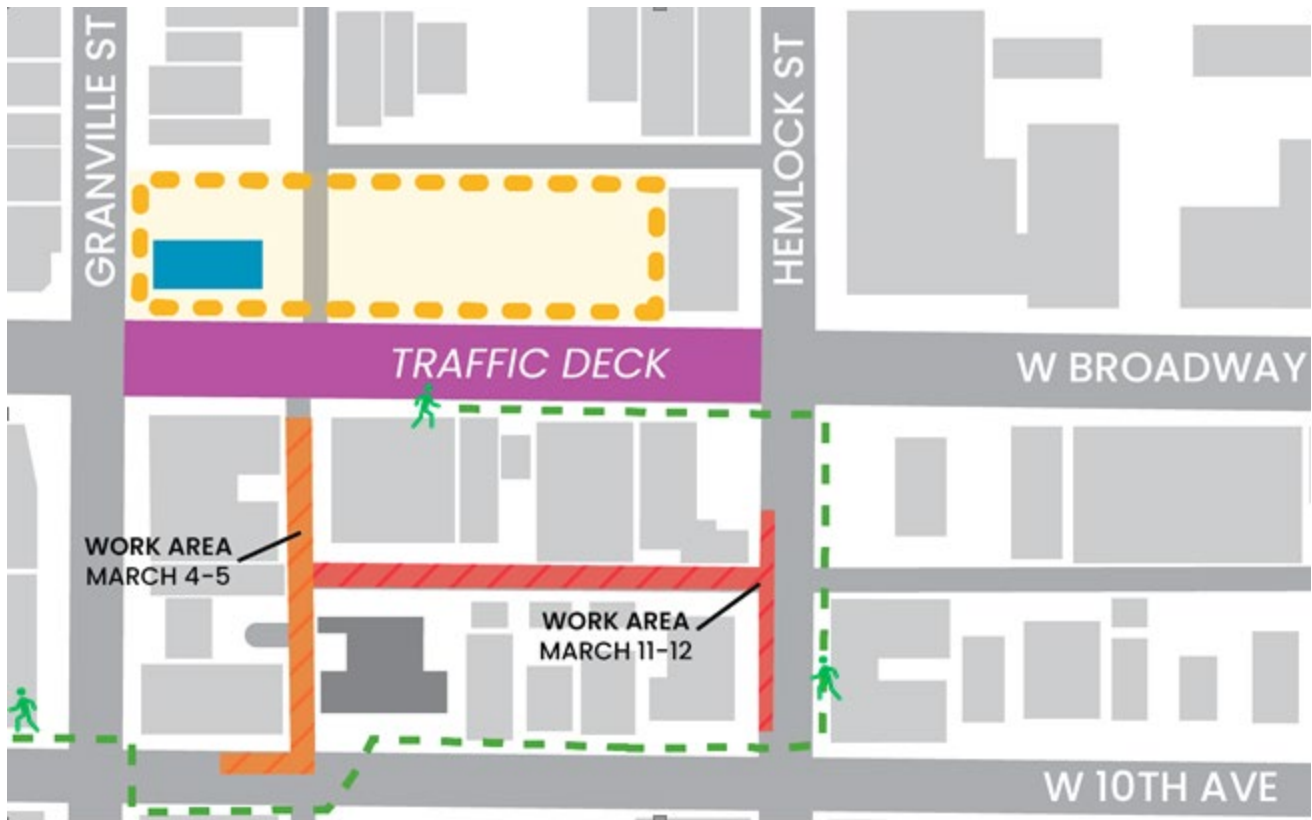 GRANVILLE ST
HEMLOCK ST
TRAFFIC DECK
W BROADWAY
WORK AREA
MARCH 4-5
WORK AREA
MARCH 11-12
W 10TH AVE